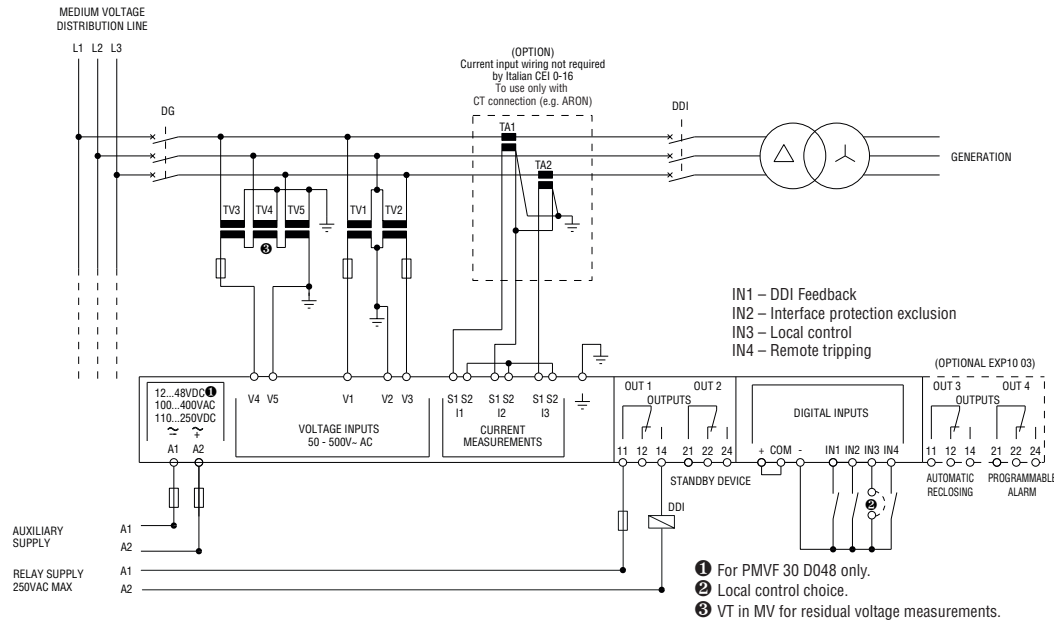 MEDIUM VOLTAGE
DISTRIBUTION LINE
L1 L2 L3
(OPTION)
Current input wiring not required
by Italian CEI 0-16
To use only with
CT connection (e.g. ARON)
DG
TA1
TA2
DDI
GENERATION
TV3 TV4 TV5
TV1 TV2
❸
IN1 – DDI Feedback
IN2 – Interface protection exclusion
IN3 – Local control
IN4 – Remote tripping
(OPTIONAL EXP10 03)
12...48VDC❶
100...400VAC
110...250VDC
~ ~
– +
A1 A2
V4 V5 V1 V2 V3
VOLTAGE INPUTS
50 - 500V~ AC
S1 S2 S1 S2 S1 S2
I1 I2 I3
CURRENT
MEASUREMENTS
OUT 1 OUT 2
OUTPUTS
11 12 14 21 22 24
STANDBY DEVICE
DIGITAL INPUTS
+ COM - IN1 IN2 IN3 IN4
OUT 3 OUT 4
OUTPUTS
11 12 14 21 22 24
AUTOMATIC
RECLOSING
PROGRAMMABLE
ALARM
DDI
❷
AUXILIARY
SUPPLY
A1
A2
RELAY SUPPLY
250VAC MAX
A1
A2
❶ For PMVF 30 D048 only.
❷ Local control choice.
❸ VT in MV for residual voltage measurements.